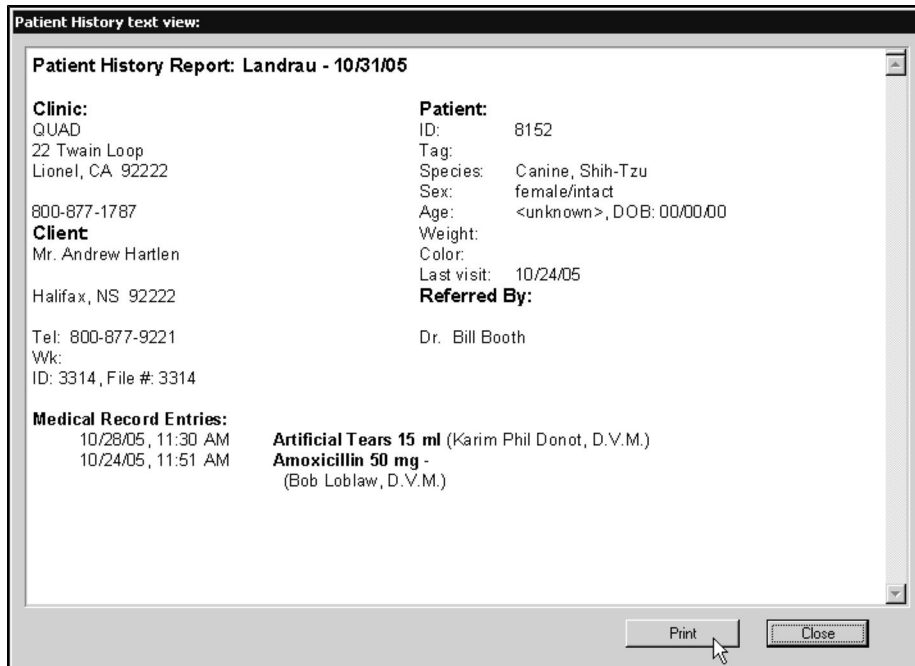 Patient History text view:
Patient History Report: Landrau - 10/31/05
Clinic:
QUAD
22 Twain Loop
Lionel, CA 92222
800-877-1787
Client:
Mr. Andrew Hartlen
Halifax, NS 92222
Tel: 800-877-9221
Wk:
ID: 3314, File #: 3314
Patient:
ID: 8152
Tag:
Species: Canine, Shih-Tzu
Sex: female/intact
Age: <unknown>, DOB: 00/00/00
Weight:
Color:
Last visit: 10/24/05
Referred By:
Dr. Bill Booth
Medical Record Entries:
10/28/05, 11:30 AM Artificial Tears 15 ml (Karim Phil Donot, D.V.M.)
10/24/05, 11:51 AM Amoxicillin 50 mg -
(Bob Loblaw, D.V.M.)
Print
Close